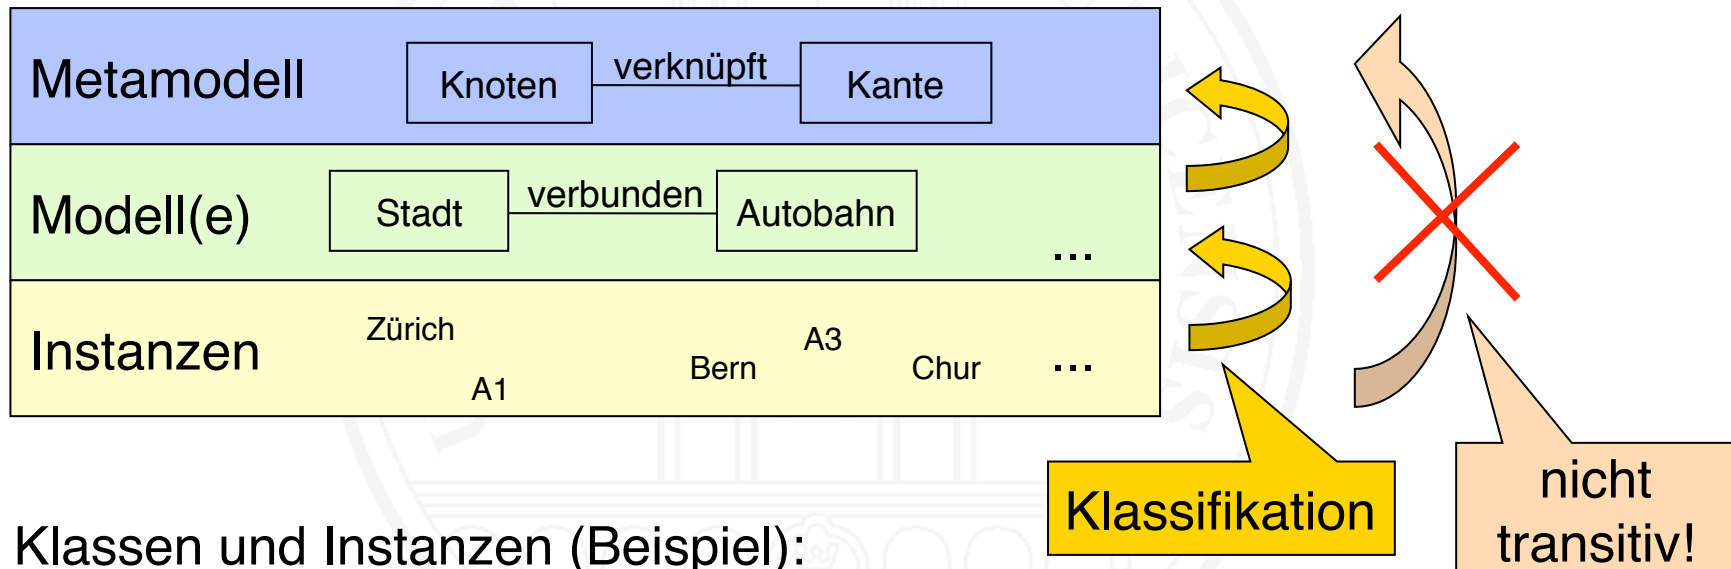 Metamodell
Knoten
verknüpft
Kante
Modell(e)
Stadt
verbunden
Autobahn
...
Instanzen
Zürich
A1
Bern
A3
Chur
...
Klassifikation
nicht
transitiv!
Klassen und Instanzen (Beispiel):